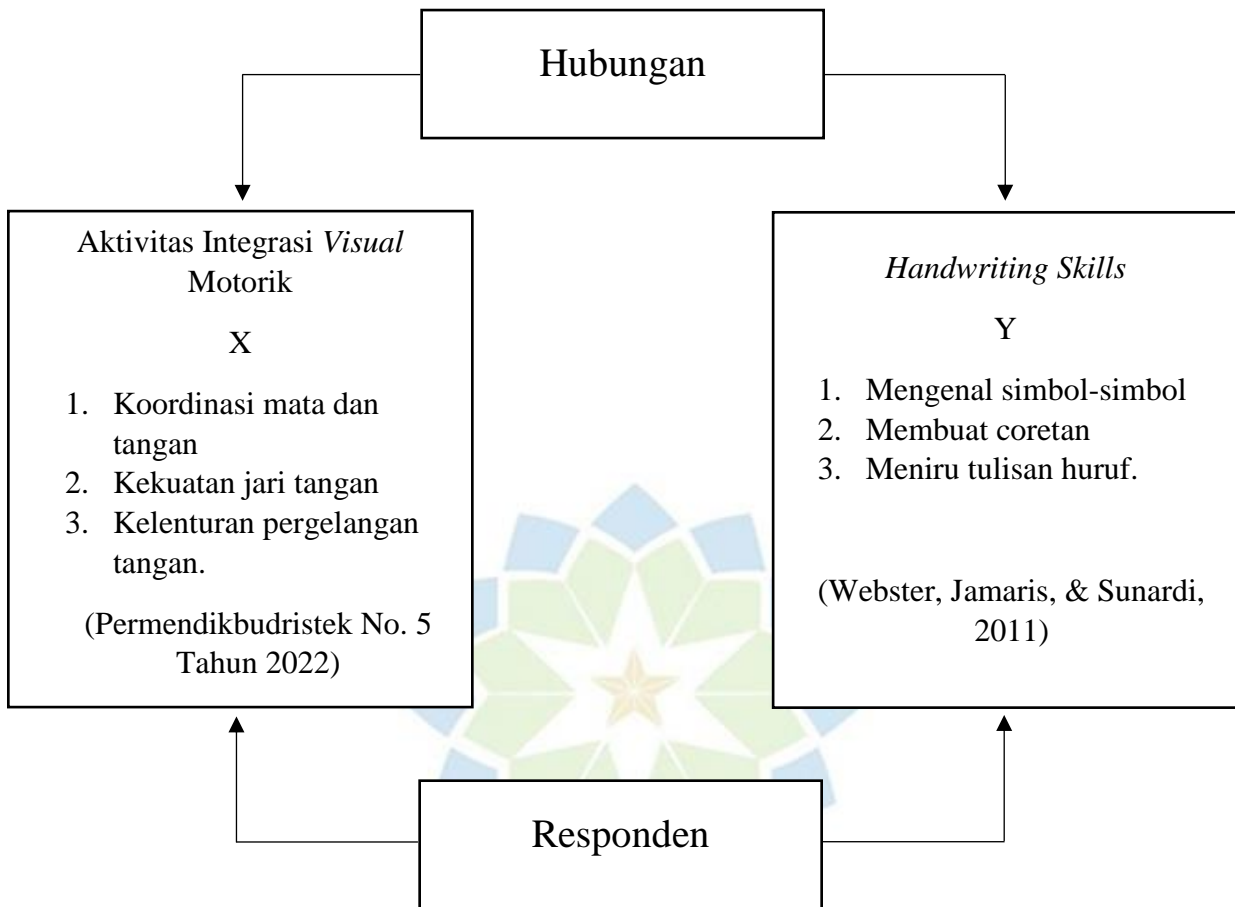 Hubungan
Aktivitas Integrasi Visual
Motorik
X
1. Koordinasi mata dan
tangan
2. Kekuatan jari tangan
3. Kelenturan pergelangan
tangan.
(Permendikbudristek No. 5
Tahun 2022)
Handwriting Skills
Y
1. Mengenal simbol-simbol
2. Membuat coretan
3. Meniru tulisan huruf.
(Webster, Jamaris, & Sunardi,
2011)
Responden